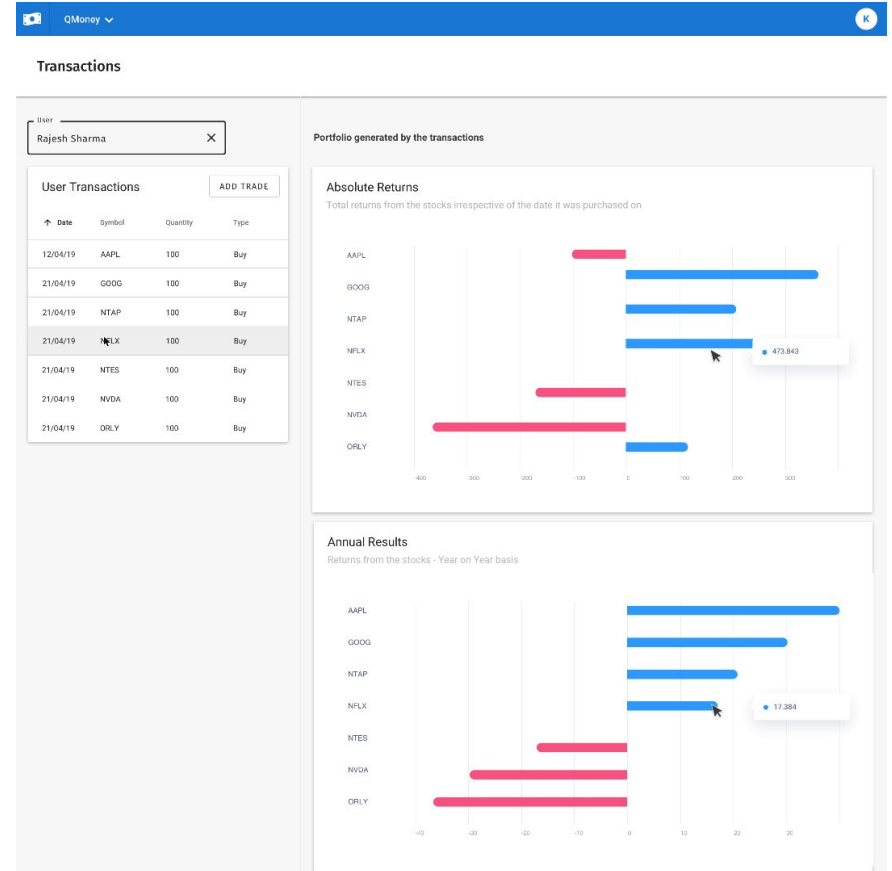 QMoney
K
Transactions
User
Rajesh Sharma
User Transactions
ADD TRADE
Date Symbol Quantity Type
12/04/19 AAPL 100 Buy
21/04/19 GOOG 100 Buy
21/04/19 NTAP 100 Buy
21/04/19 NFLX 100 Buy
21/04/19 NTES 100 Buy
21/04/19 NVDA 100 Buy
21/04/19 ORLY 100 Buy
Portfolio generated by the transactions
Absolute Returns
Total returns from the stocks irrespective of the date it was purchased on
AAPL
GOOG
NTAP
NFLX
473.843
NTES
NVDA
ORLY
-400 -300 -200 -100 0 100 200 300
Annual Results
Returns from the stocks - Year on Year basis
AAPL
GOOG
NTAP
NFLX
17.384
NTES
NVDA
ORLY
-40 -30 -20 -10 0 10 20 30